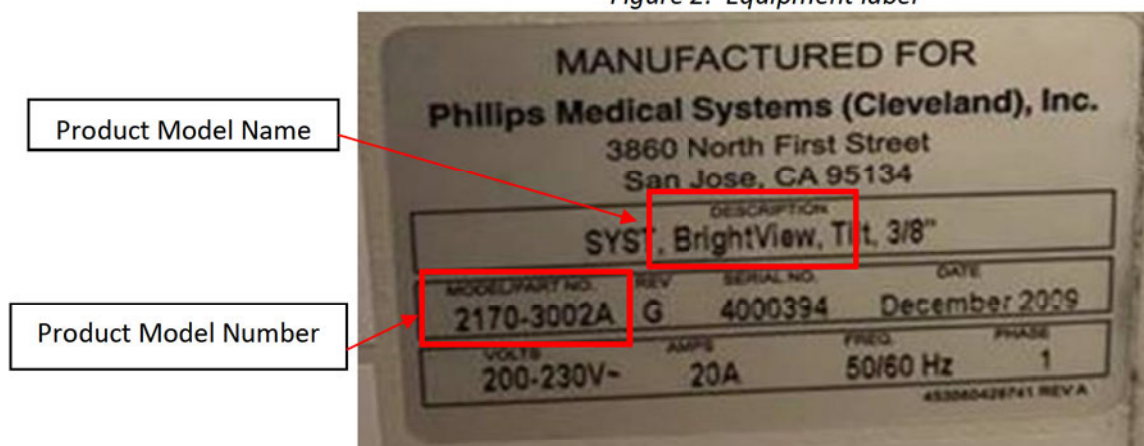 Figure 2: Equipment label
MANUFACTURED FOR
Philips Medical Systems (Cleveland), Inc.
3860 North First Street
San Jose, CA 95134
Product Model Name
DESCRIPTION
SYST, BrightView, Tilt, 3/8"
MODEL/PART NO. REV SERIAL NO. DATE
2170-3002A G 4000394 December 2009
Product Model Number
VOLTS AMPS FREQ. PHASE
200-230V~ 20A 50/60 Hz 1
REV A